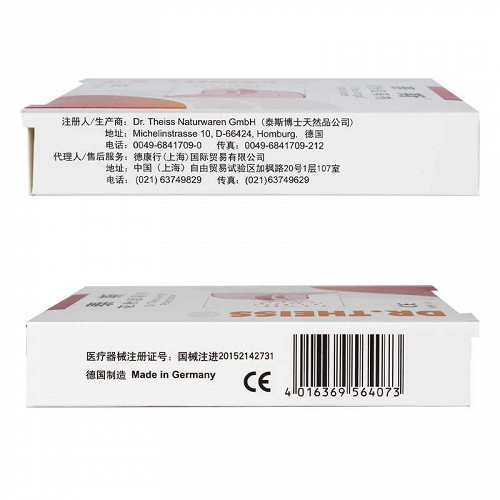 注册人/生产商: Dr. Theiss Naturwaren GmbH (泰斯博士天然品公司)
地址: Michelinstrasse 10, D-66424, Homburg, 德国
电话: 0049-6841709-0 传真: 0049-6841709-212
代理人/售后服务: 德康行(上海)国际贸易有限公司
地址: 中国(上海)自由贸易试验区加枫路20号1层107室
电话: (021) 63749829 传真: (021) 63749629
DR.THEISS
医疗器械注册证号: 国械注进20152142731
德国制造 Made in Germany
CE
4 016369 564073